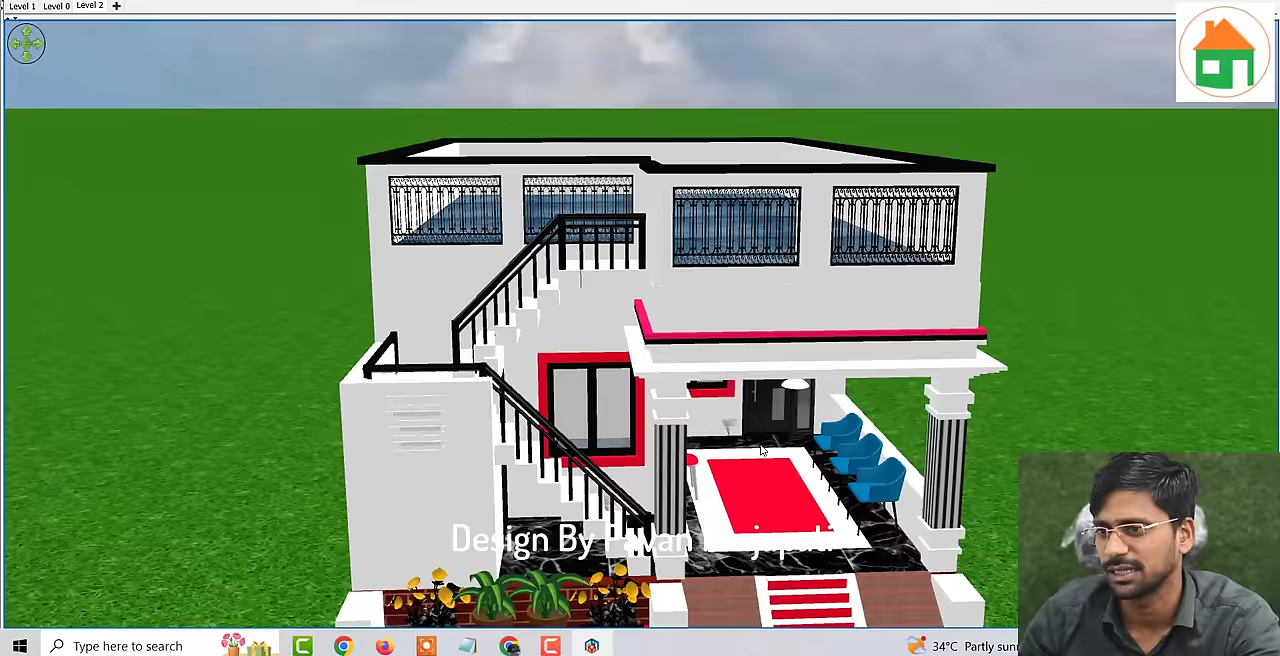 Level 1 Level 0 Level 2
Design By
Type here to search
34°C Partly sunn